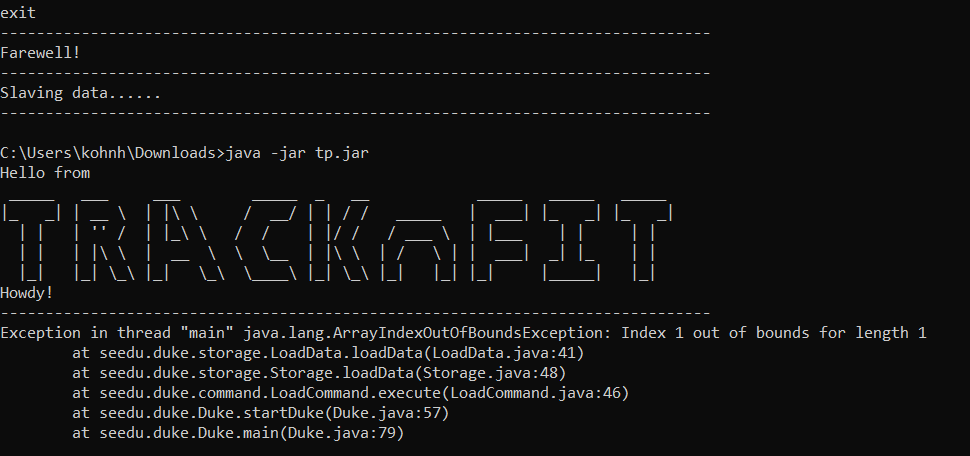 exit
-------------------------------------------------------------------------------
Farewell!
-------------------------------------------------------------------------------
Slaving data......
-------------------------------------------------------------------------------
C:\Users\kohnh\Downloads>java -jar tp.jar
Hello from
TRACKnFIT
Howdy!
-------------------------------------------------------------------------------
Exception in thread "main" java.lang.ArrayIndexOutOfBoundsException: Index 1 out of bounds for length 1
at seedu.duke.storage.LoadData.loadData(LoadData.java:41)
at seedu.duke.storage.Storage.loadData(Storage.java:48)
at seedu.duke.command.LoadCommand.execute(LoadCommand.java:46)
at seedu.duke.Duke.startDuke(Duke.java:57)
at seedu.duke.Duke.main(Duke.java:79)